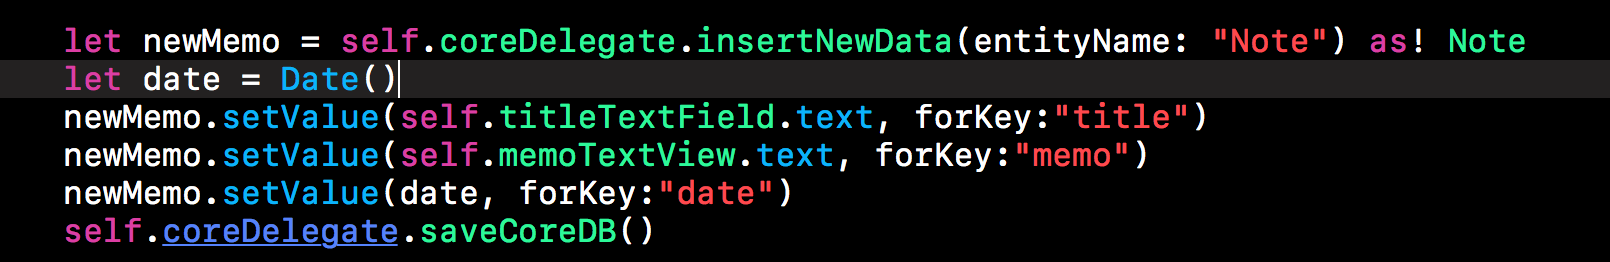 let newMemo = self.coreDelegate.insertNewData(entityName: "Note") as! Note
let date = Date()
newMemo.setValue(self.titleTextField.text, forKey:"title")
newMemo.setValue(self.memoTextView.text, forKey:"memo")
newMemo.setValue(date, forKey:"date")
self.coreDelegate.saveCoreDB()